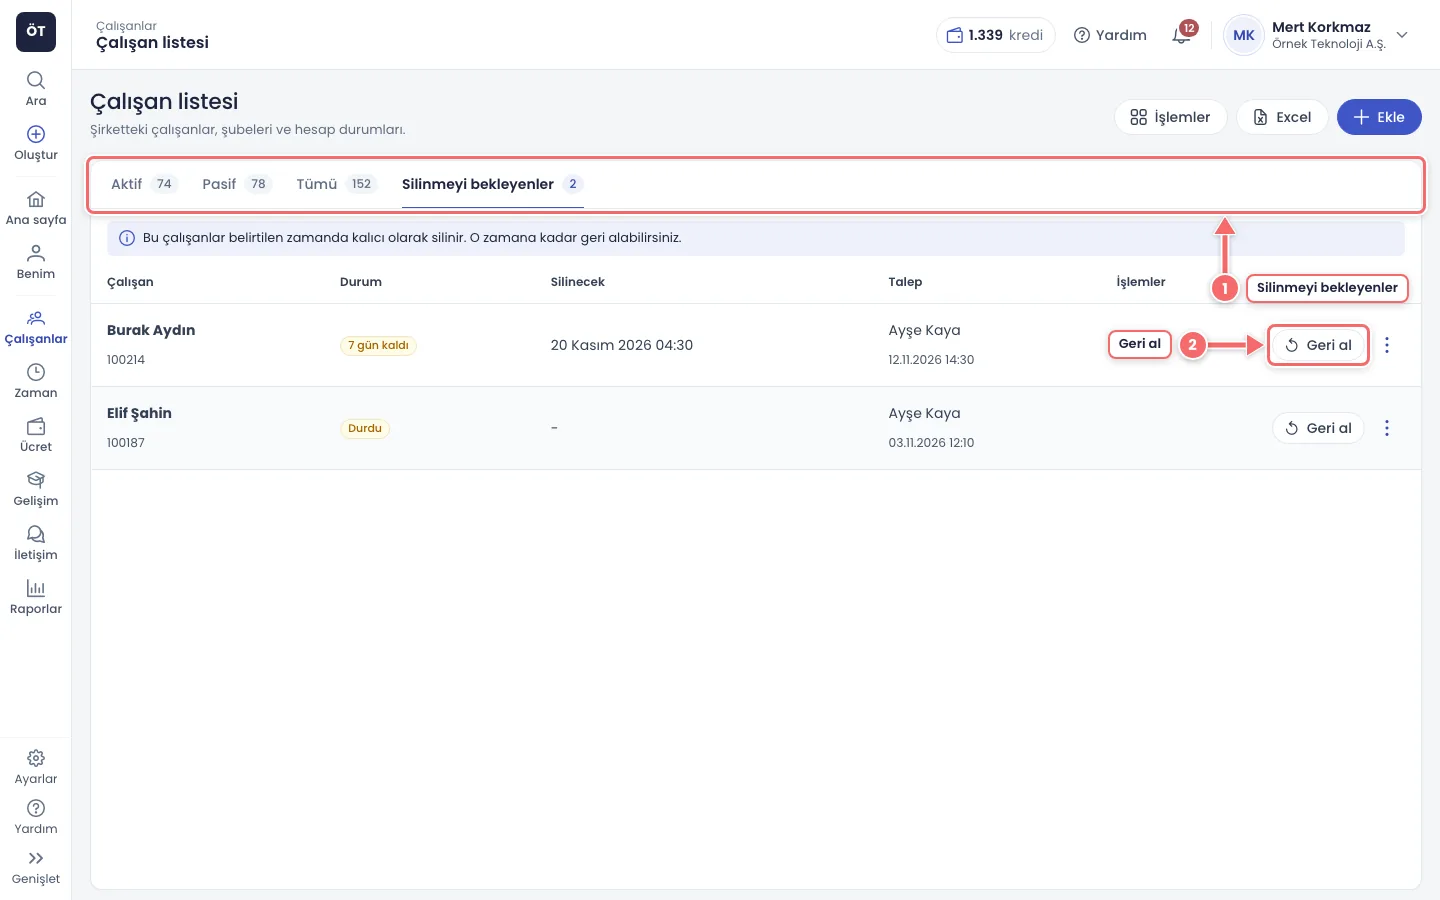 ÖT
Ara
Oluştur
Ana sayfa
Benim
Çalışanlar
Zaman
Ücret
Gelişim
İletişim
Raporlar
Ayarlar
Yardım
Genişlet
Çalışanlar
Çalışan listesi
1.339 kredi
Yardım
12
MK
Mert Korkmaz
Örnek Teknoloji A.Ş.
Çalışan listesi
Şirketteki çalışanlar, şubeleri ve hesap durumları.
İşlemler
Excel
Ekle
Aktif 74 Pasif 78 Tümü 152 Silinmeyi bekleyenler 2
Bu çalışanlar belirtilen zamanda kalıcı olarak silinir. O zamana kadar geri alabilirsiniz.
Çalışan Durum Silinecek Talep İşlemler
1 Silinmeyi bekleyenler
Burak Aydın
100214
7 gün kaldı
20 Kasım 2026 04:30
Ayşe Kaya
12.11.2026 14:30
Geri al 2 Geri al
Elif Şahin
100187
Durdu
-
Ayşe Kaya
03.11.2026 12:10
Geri al